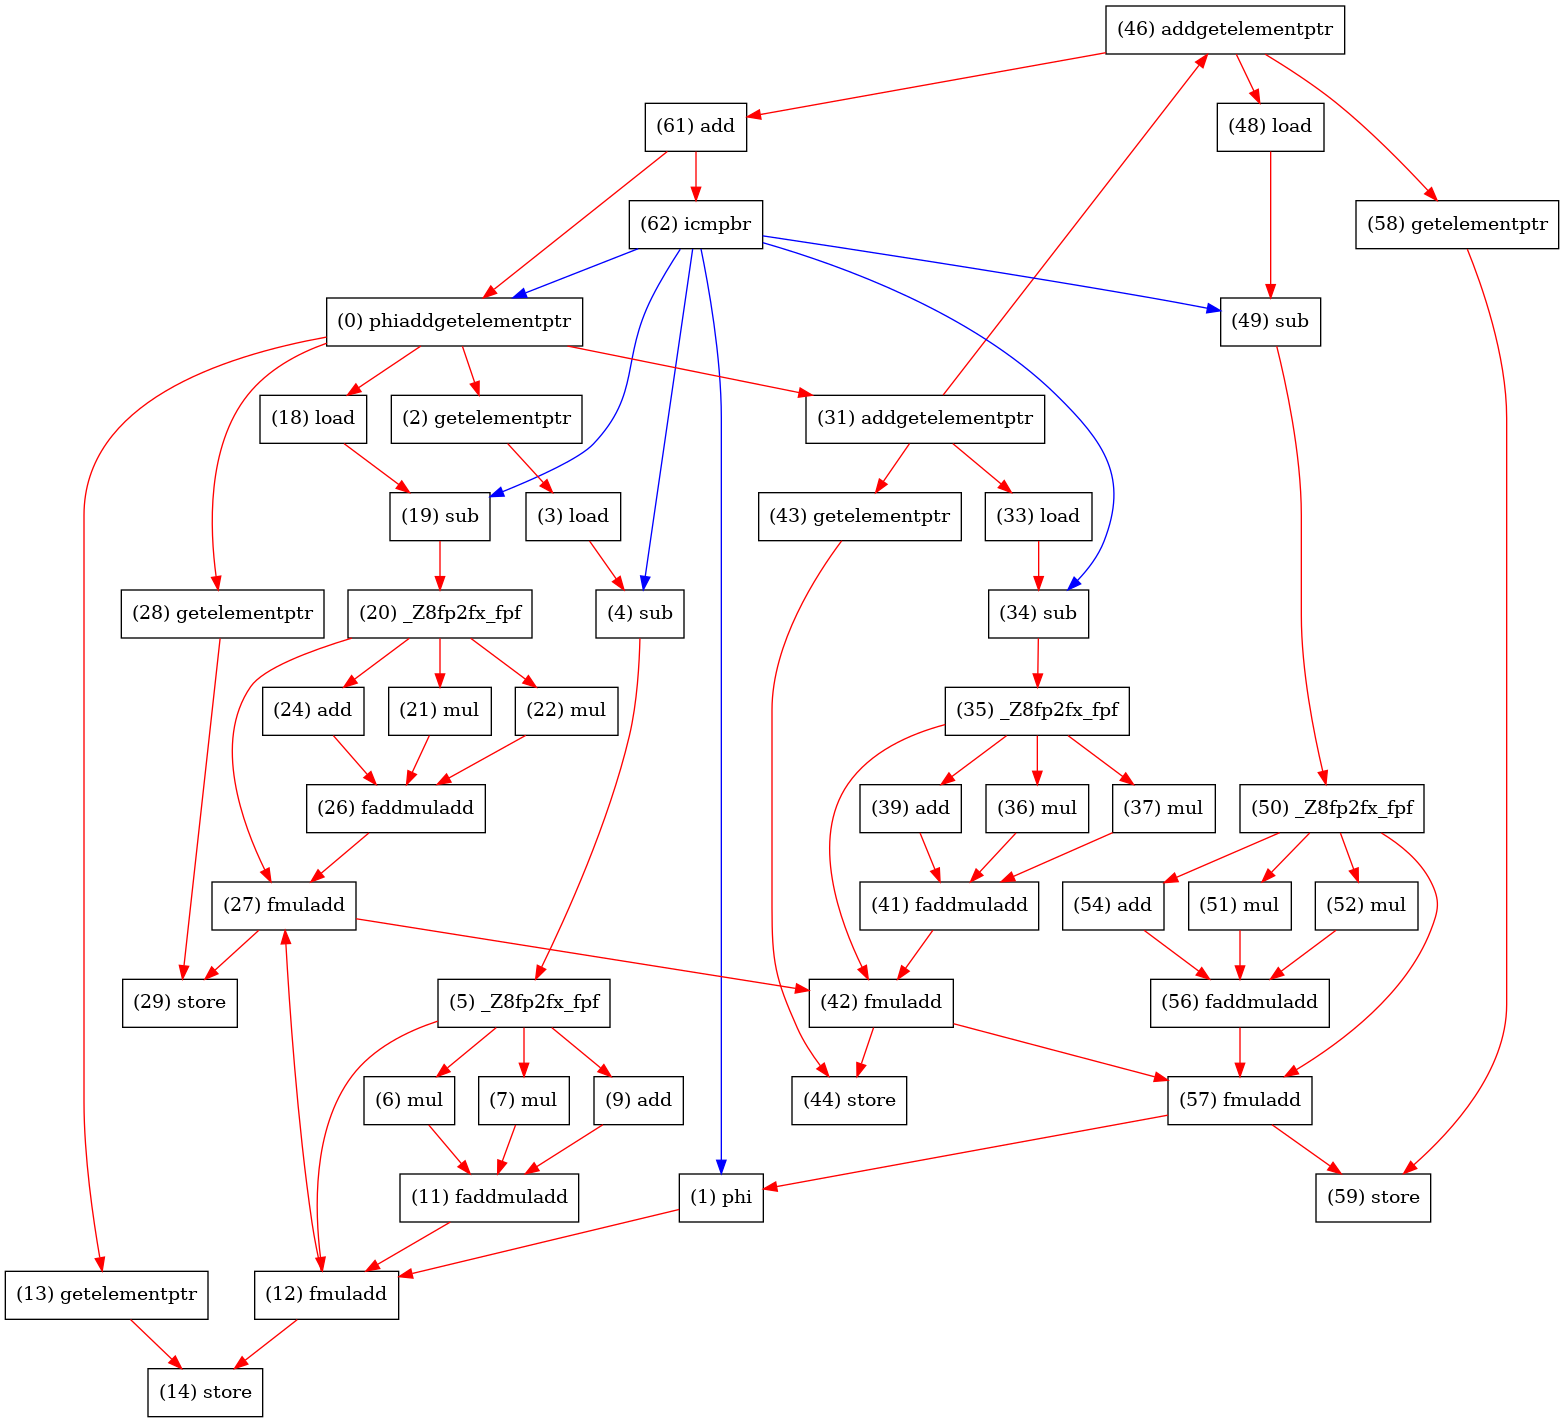 (46) addgetelementptr
(61) add
(48) load
(62) icmpbr
(58) getelementptr
(0) phiaddgetelementptr
(49) sub
(18) load
(2) getelementptr
(31) addgetelementptr
(19) sub
(3) load
(43) getelementptr
(33) load
(28) getelementptr
(20) _Z8fp2fx_fpf
(4) sub
(34) sub
(24) add
(21) mul
(22) mul
(35) _Z8fp2fx_fpf
(26) faddmuladd
(39) add
(36) mul
(37) mul
(50) _Z8fp2fx_fpf
(27) fmuladd
(41) faddmuladd
(54) add
(51) mul
(52) mul
(29) store
(5) _Z8fp2fx_fpf
(42) fmuladd
(56) faddmuladd
(6) mul
(7) mul
(9) add
(44) store
(57) fmuladd
(11) faddmuladd
(1) phi
(59) store
(13) getelementptr
(12) fmuladd
(14) store